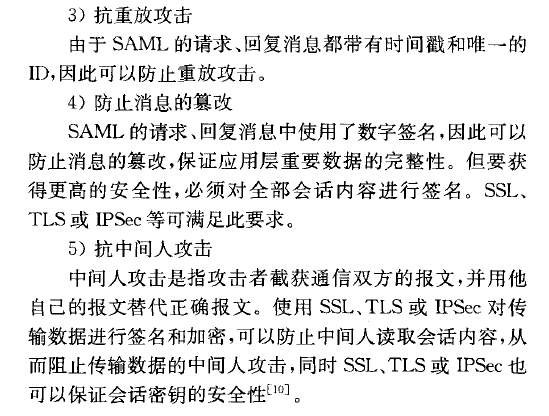 3) 抗重放攻击
由于 SAML 的请求、回复消息都带有时间戳和唯一的
ID,因此可以防止重放攻击。
4) 防止消息的篡改
SAML 的请求、回复消息中使用了数字签名,因此可以
防止消息的篡改,保证应用层重要数据的完整性。但要获
得更高的安全性,必须对全部会话内容进行签名。SSL、
TLS 或 IPSec 等可满足此要求。
5) 抗中间人攻击
中间人攻击是指攻击者截获通信双方的报文,并用他
自己的报文替代正确报文。使用 SSL、TLS 或 IPSec 对传
输数据进行签名和加密,可以防止中间人读取会话内容,从
而阻止传输数据的中间人攻击,同时 SSL、TLS 或 IPSec 也
可以保证会话密钥的安全性[10]。